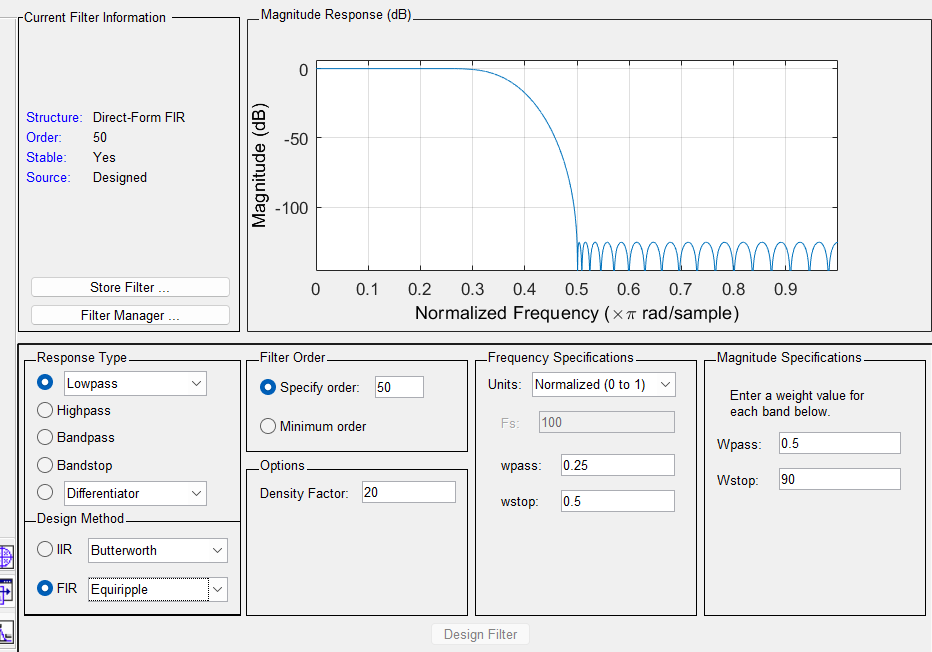 Current Filter Information
Structure: Direct-Form FIR
Order: 50
Stable: Yes
Source: Designed
Store Filter ...
Filter Manager ...
Magnitude Response (dB)
Magnitude (dB)
0
-50
-100
0 0.1 0.2 0.3 0.4 0.5 0.6 0.7 0.8 0.9
Normalized Frequency (×π rad/sample)
Response Type
Lowpass
Highpass
Bandpass
Bandstop
Differentiator
Design Method
IIR Butterworth
FIR Equiripple
Filter Order
Specify order: 50
Minimum order
Options
Density Factor: 20
Frequency Specifications
Units: Normalized (0 to 1)
Fs: 100
wpass: 0.25
wstop: 0.5
Magnitude Specifications
Enter a weight value for
each band below.
Wpass: 0.5
Wstop: 90
Design Filter